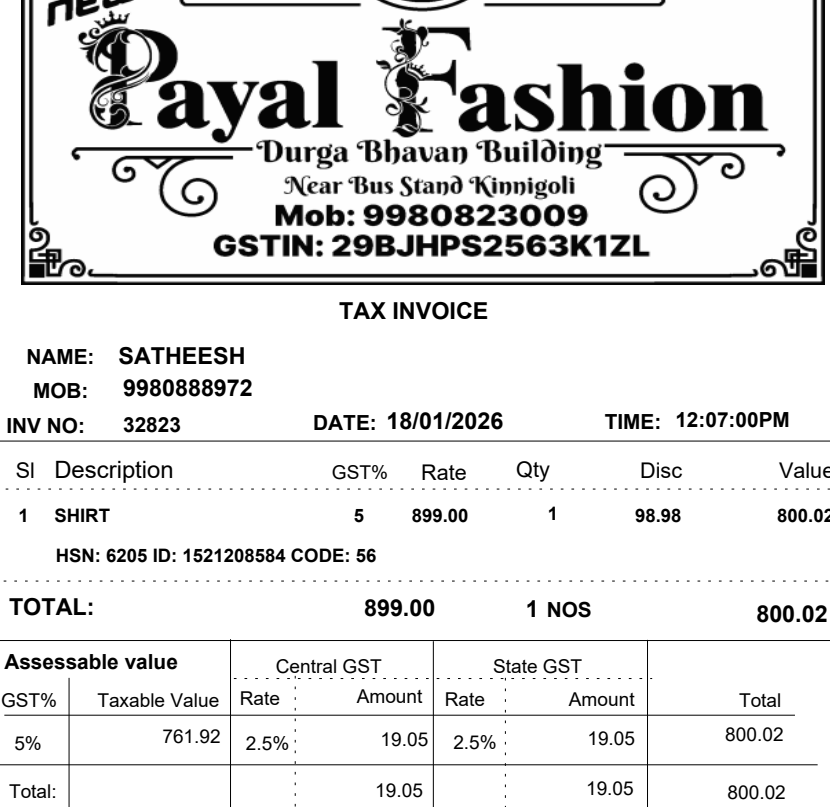 new
Payal Fashion
Durga Bhavan Building
Near Bus Stand Kinnigoli
Mob: 9980823009
GSTIN: 29BJHPS2563K1ZL
TAX INVOICE
NAME: SATHEESH
MOB: 9980888972
INV NO: 32823 DATE: 18/01/2026 TIME: 12:07:00PM
Sl Description GST% Rate Qty Disc Value
1 SHIRT 5 899.00 1 98.98 800.02
HSN: 6205 ID: 1521208584 CODE: 56
TOTAL: 899.00 1 NOS 800.02
Assessable value Central GST State GST
GST% Taxable Value Rate Amount Rate Amount Total
5% 761.92 2.5% 19.05 2.5% 19.05 800.02
Total: 19.05 19.05 800.02